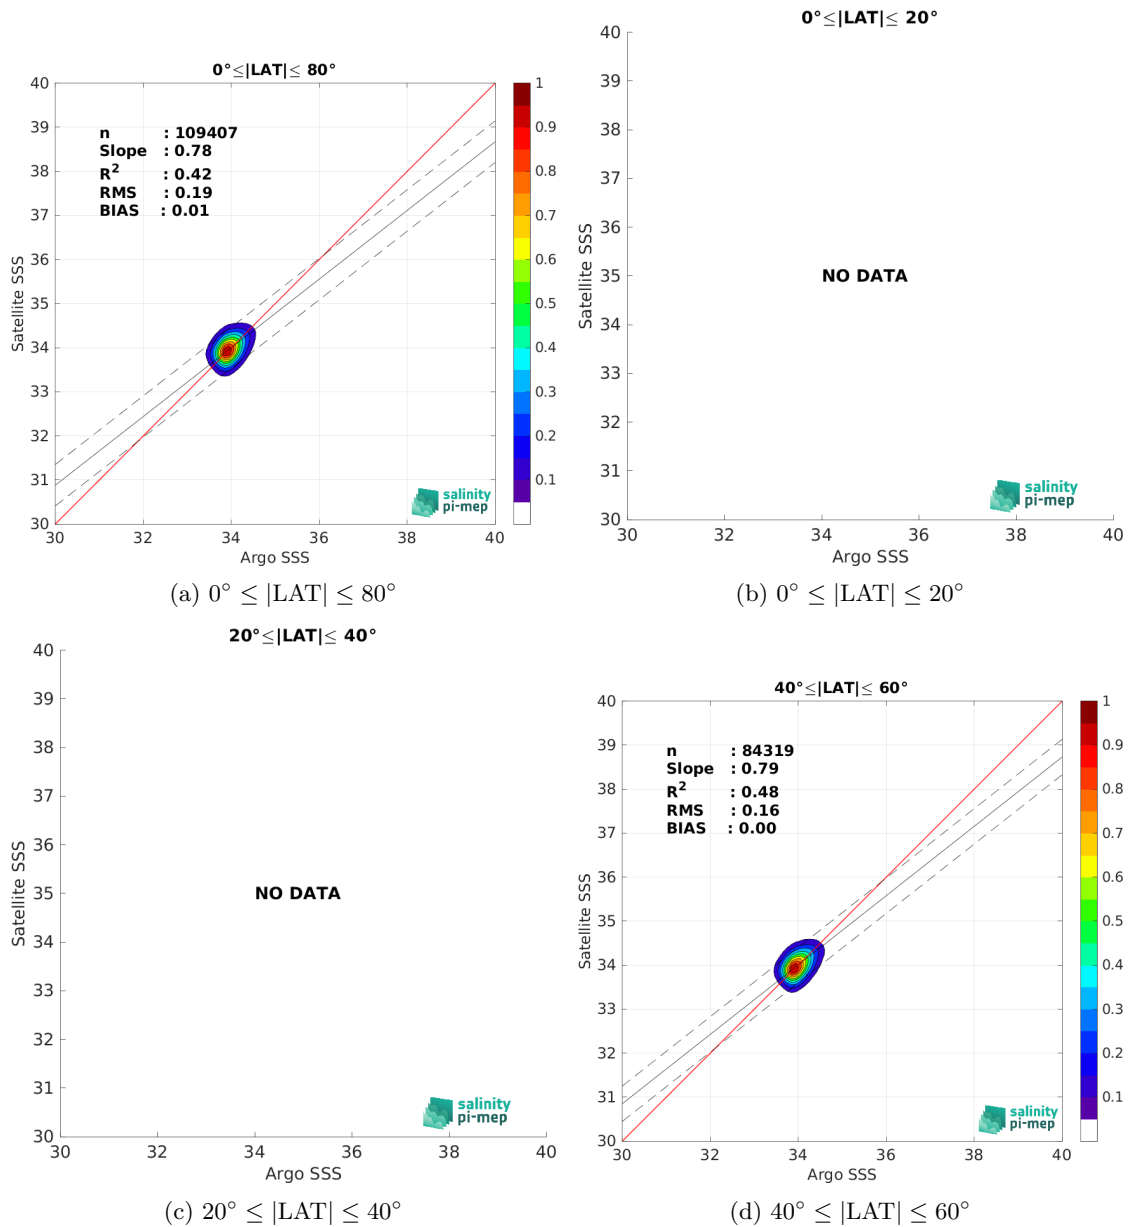 0°≤|LAT|≤ 80°
40
39
38
37
36
35
34
33
32
31
30
Satellite SSS
n : 109407
Slope : 0.78
R² : 0.42
RMS : 0.19
BIAS : 0.01
salinity
pi-mep
30 32 34 36 38 40
Argo SSS
1
0.9
0.8
0.7
0.6
0.5
0.4
0.3
0.2
0.1
(a) 0° ≤ |LAT| ≤ 80°
0°≤|LAT|≤ 20°
40
39
38
37
36
35
34
33
32
31
30
Satellite SSS
NO DATA
salinity
pi-mep
30 32 34 36 38 40
Argo SSS
(b) 0° ≤ |LAT| ≤ 20°
20°≤|LAT|≤ 40°
40
39
38
37
36
35
34
33
32
31
30
Satellite SSS
NO DATA
salinity
pi-mep
30 32 34 36 38 40
Argo SSS
(c) 20° ≤ |LAT| ≤ 40°
40°≤|LAT|≤ 60°
40
39
38
37
36
35
34
33
32
31
30
Satellite SSS
n : 84319
Slope : 0.79
R² : 0.48
RMS : 0.16
BIAS : 0.00
salinity
pi-mep
30 32 34 36 38 40
Argo SSS
1
0.9
0.8
0.7
0.6
0.5
0.4
0.3
0.2
0.1
(d) 40° ≤ |LAT| ≤ 60°